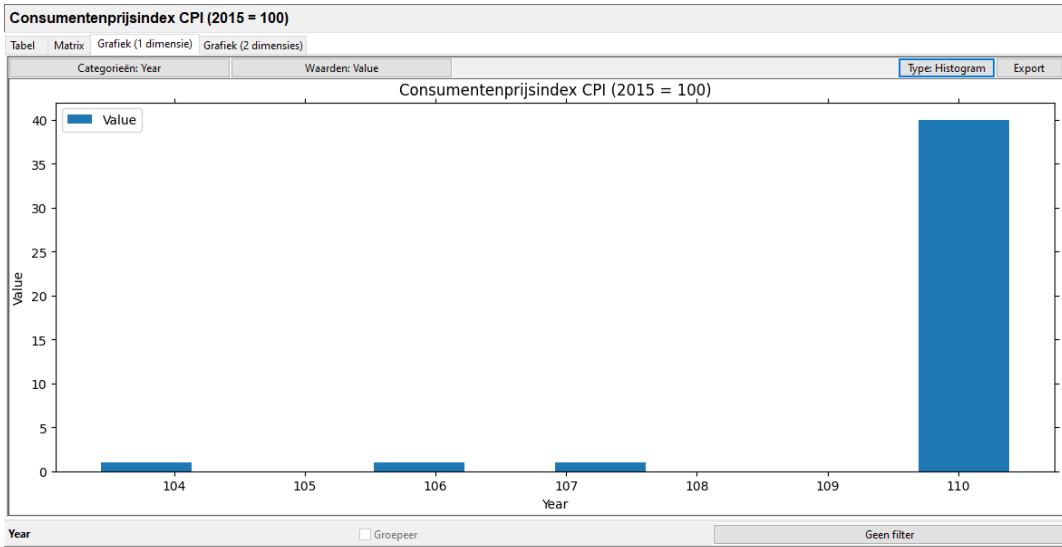 Consumentenprijsindex CPI (2015 = 100)
Tabel Matrix Grafiek (1 dimensie) Grafiek (2 dimensies)
Categorieën: Year Waarden: Value Type: Histogram Export
Consumentenprijsindex CPI (2015 = 100)
Value
40
35
30
25
20
15
10
5
0
Value
104 105 106 107 108 109 110
Year
Year Groepeer Geen filter